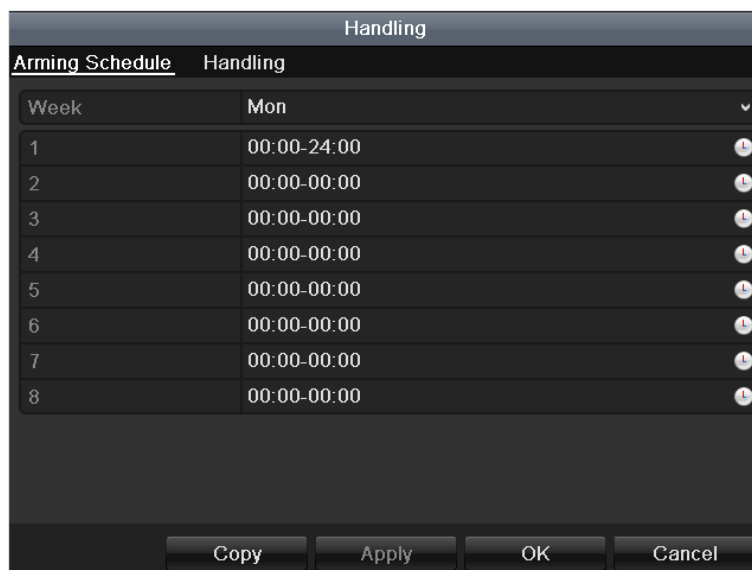 Handling
Arming Schedule Handling
Week Mon
1 00:00-24:00
2 00:00-00:00
3 00:00-00:00
4 00:00-00:00
5 00:00-00:00
6 00:00-00:00
7 00:00-00:00
8 00:00-00:00
Copy Apply OK Cancel